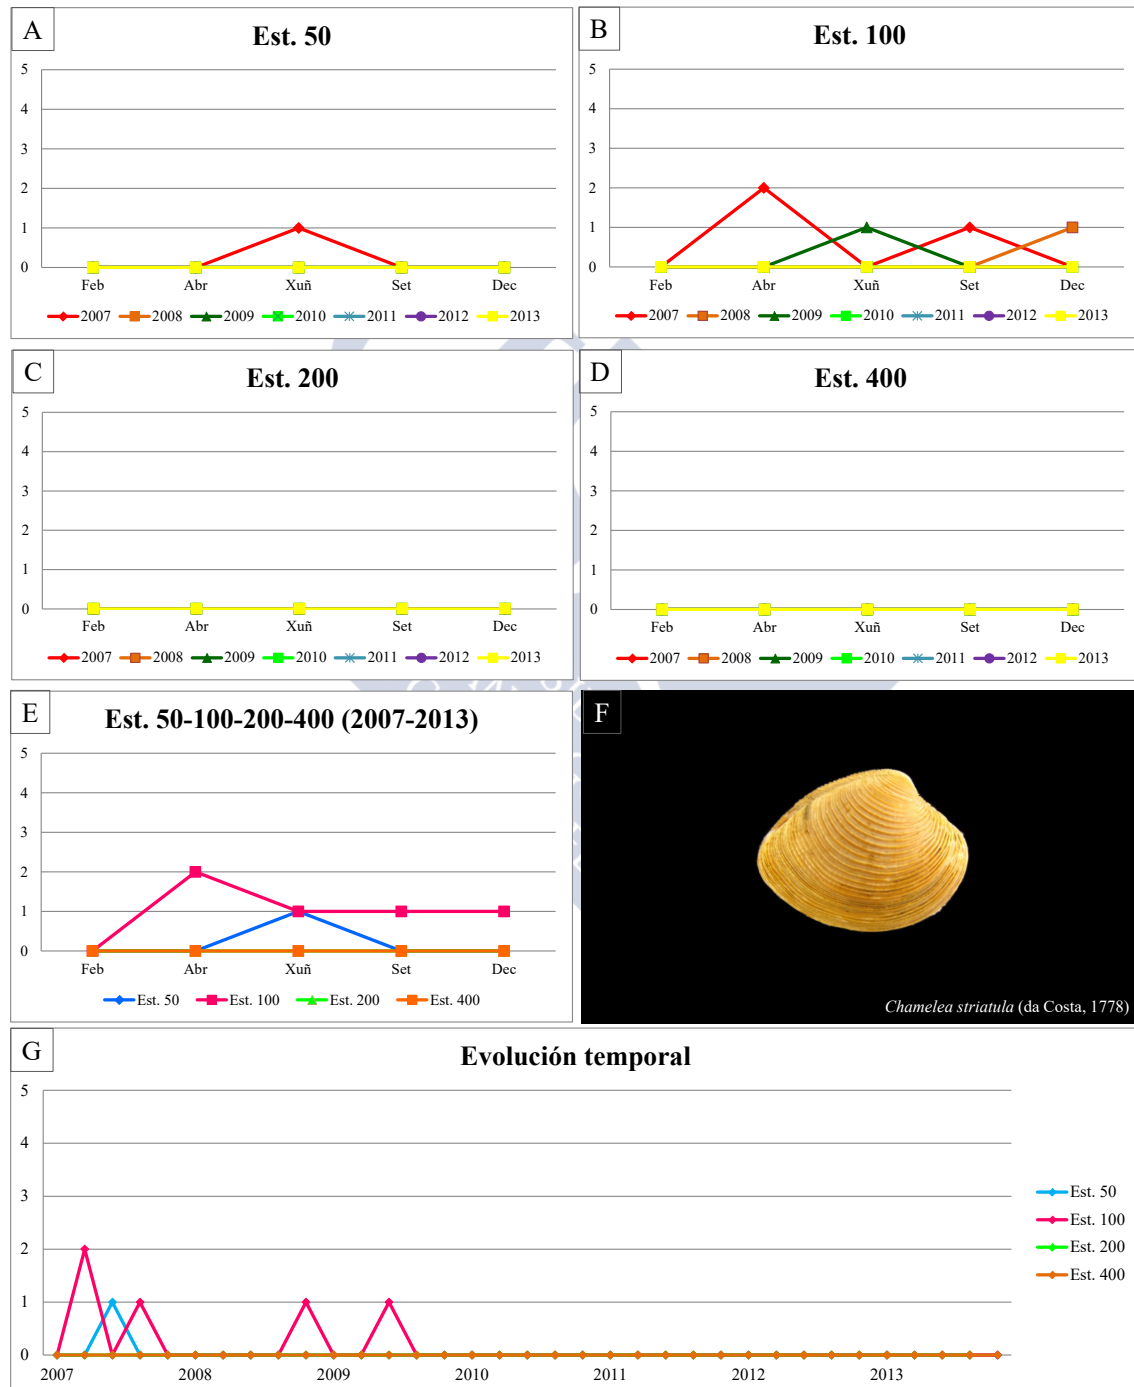 A
Est. 50
5
4
3
2
1
0
Feb Abr Xuñ Set Dec
2007 2008 2009 2010 2011 2012 2013
B
Est. 100
5
4
3
2
1
0
Feb Abr Xuñ Set Dec
2007 2008 2009 2010 2011 2012 2013
C
Est. 200
5
4
3
2
1
0
Feb Abr Xuñ Set Dec
2007 2008 2009 2010 2011 2012 2013
D
Est. 400
5
4
3
2
1
0
Feb Abr Xuñ Set Dec
2007 2008 2009 2010 2011 2012 2013
E
Est. 50-100-200-400 (2007-2013)
5
4
3
2
1
0
Feb Abr Xuñ Set Dec
Est. 50 Est. 100 Est. 200 Est. 400
F
Chamelea striatula (da Costa, 1778)
G
Evolución temporal
5
4
3
2
1
0
2007 2008 2009 2010 2011 2012 2013
Est. 50
Est. 100
Est. 200
Est. 400